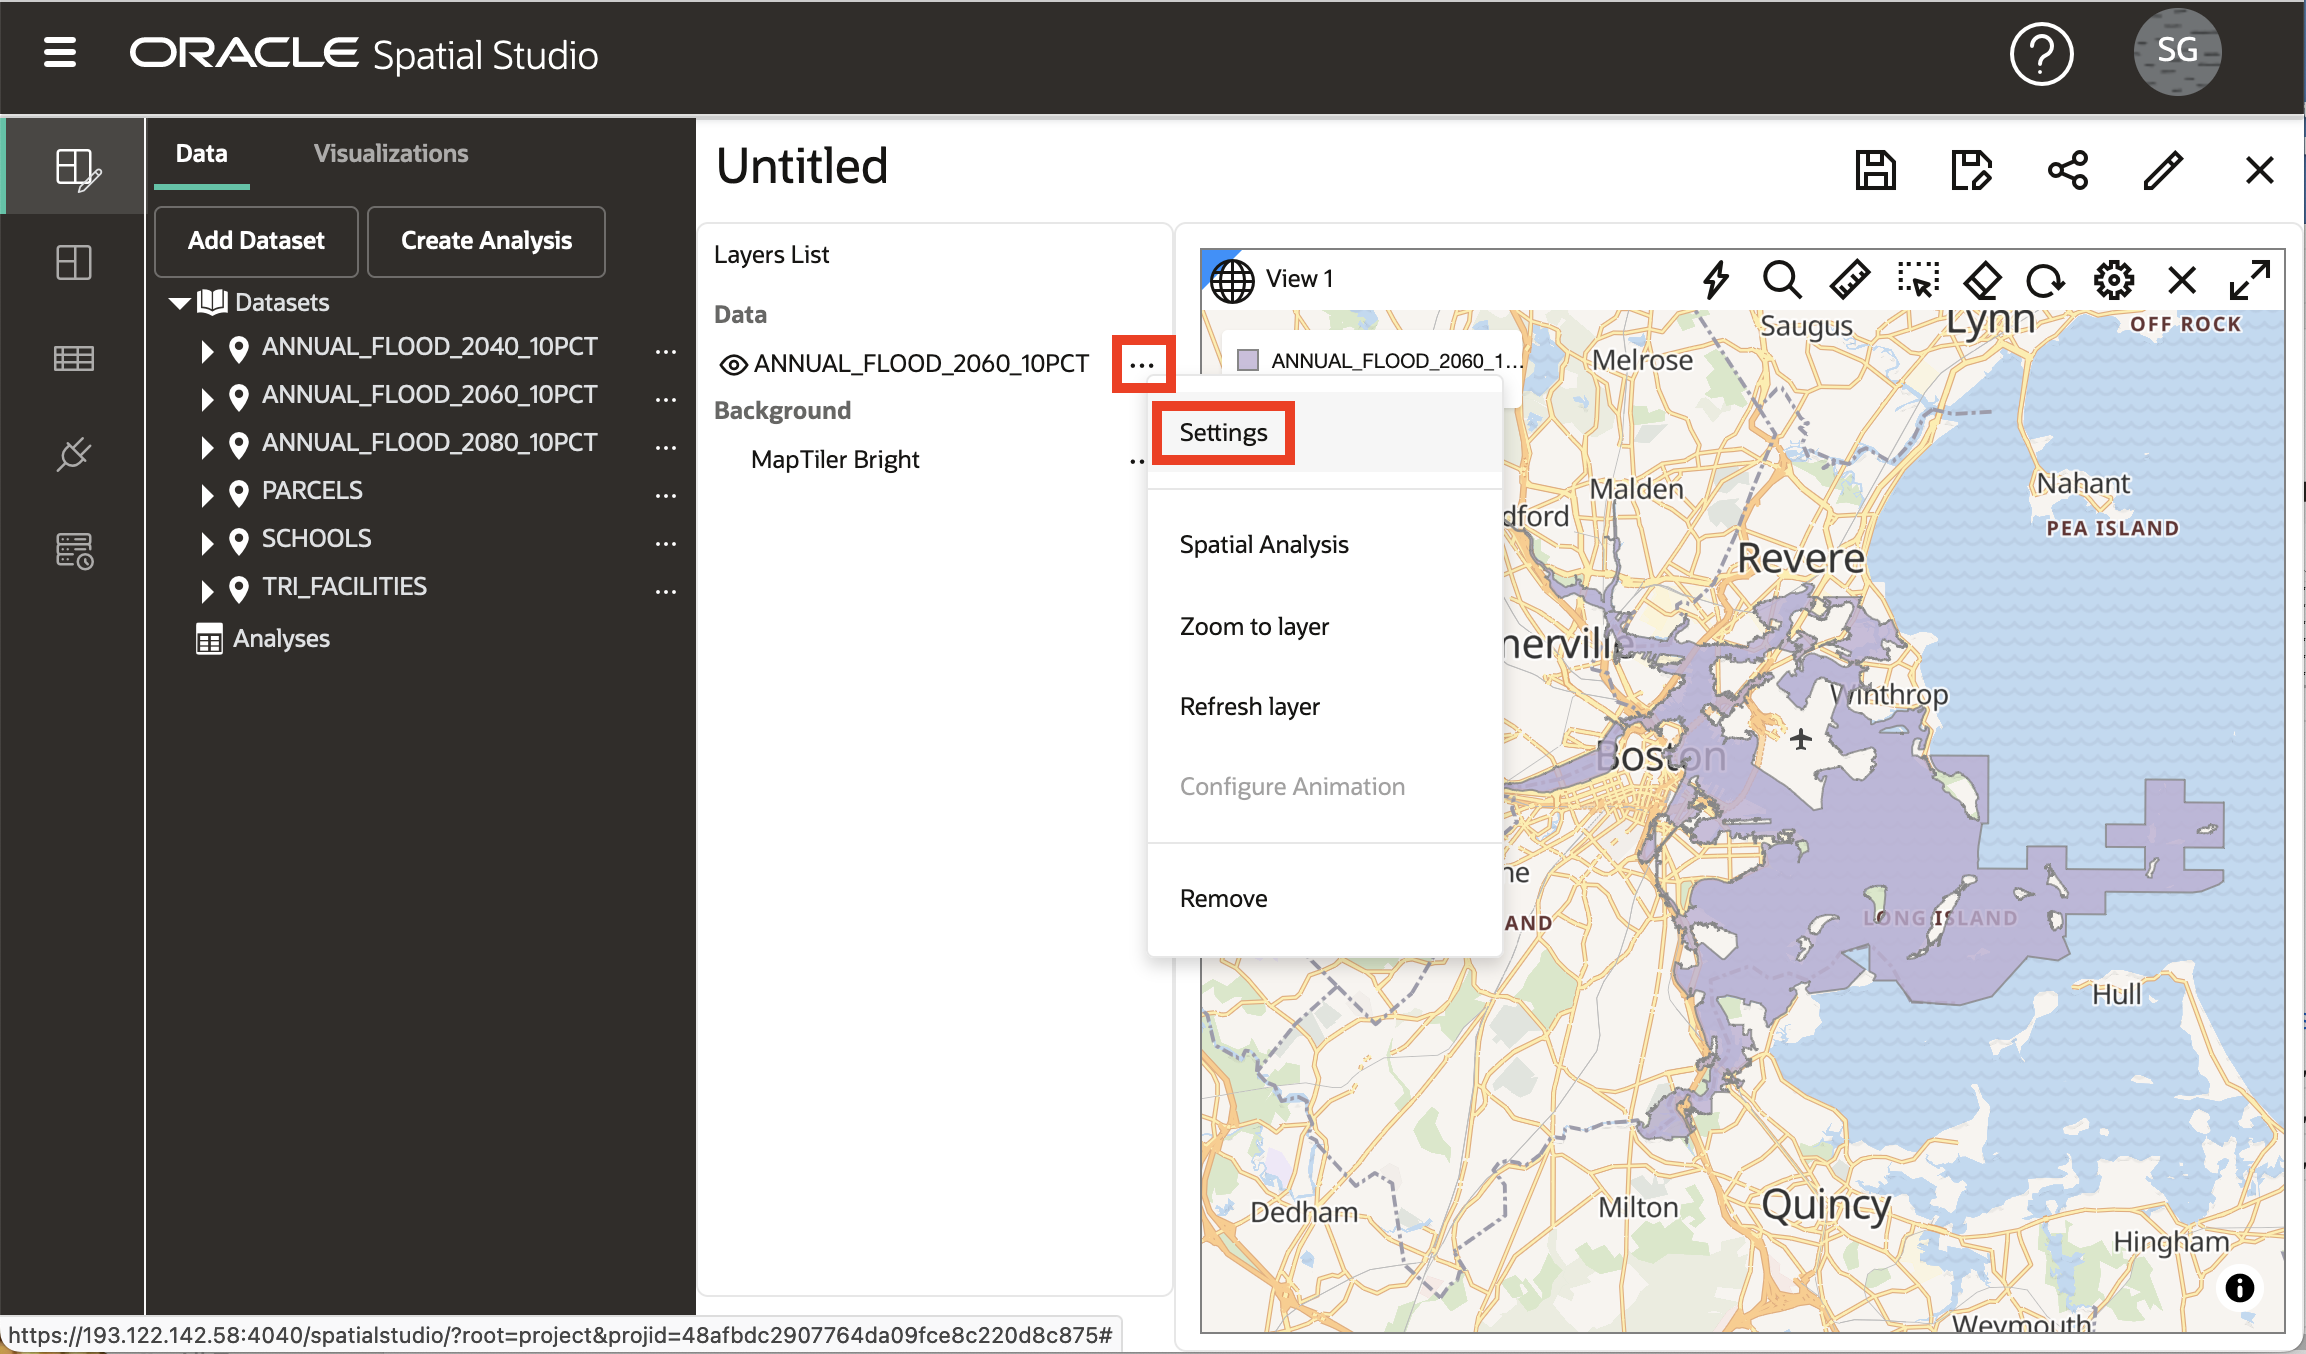 ORACLE Spatial Studio
SG
Data
Visualizations
Add Dataset
Create Analysis
Datasets
ANNUAL_FLOOD_2040_10PCT
ANNUAL_FLOOD_2060_10PCT
ANNUAL_FLOOD_2080_10PCT
PARCELS
SCHOOLS
TRI_FACILITIES
Analyses
Untitled
Layers List
Data
ANNUAL_FLOOD_2060_10PCT
Background
MapTiler Bright
Settings
Spatial Analysis
Zoom to layer
Refresh layer
Configure Animation
Remove
View 1
ANNUAL_FLOOD_2060_1...
Saugus
Lynn
OFF ROCK
Melrose
Malden
Nahant
PEA ISLAND
dford
Revere
nerville
Winthrop
Boston
ne
LONG ISLAND
AND
Hull
Dedham
Milton
Quincy
Hingham
Weymouth
https://193.122.142.58:4040/spatialstudio/?root=project&projid=48afbdc2907764da09fce8c220d8c875#